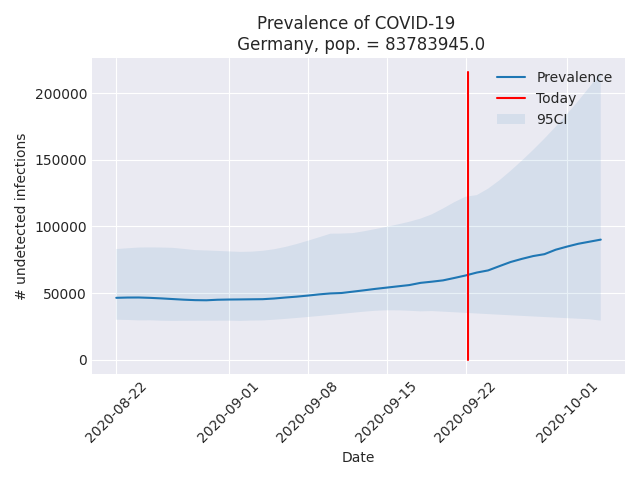 Prevalence of COVID-19
Germany, pop. = 83783945.0
Prevalence
Today
95CI
200000
150000
100000
50000
0
# undetected infections
2020-08-22
2020-09-01
2020-09-08
2020-09-15
2020-09-22
2020-10-01
Date